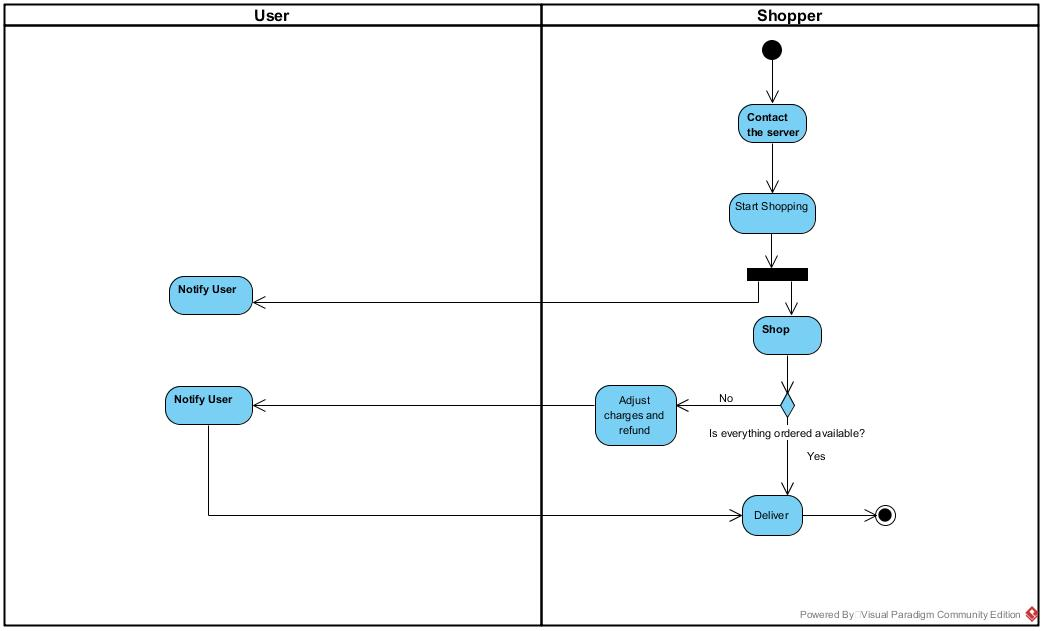 User
Shopper
Contact
the server
Start Shopping
Notify User
Shop
Notify User
Adjust
charges and
refund
No
Is everything ordered available?
Yes
Deliver
Powered By Visual Paradigm Community Edition